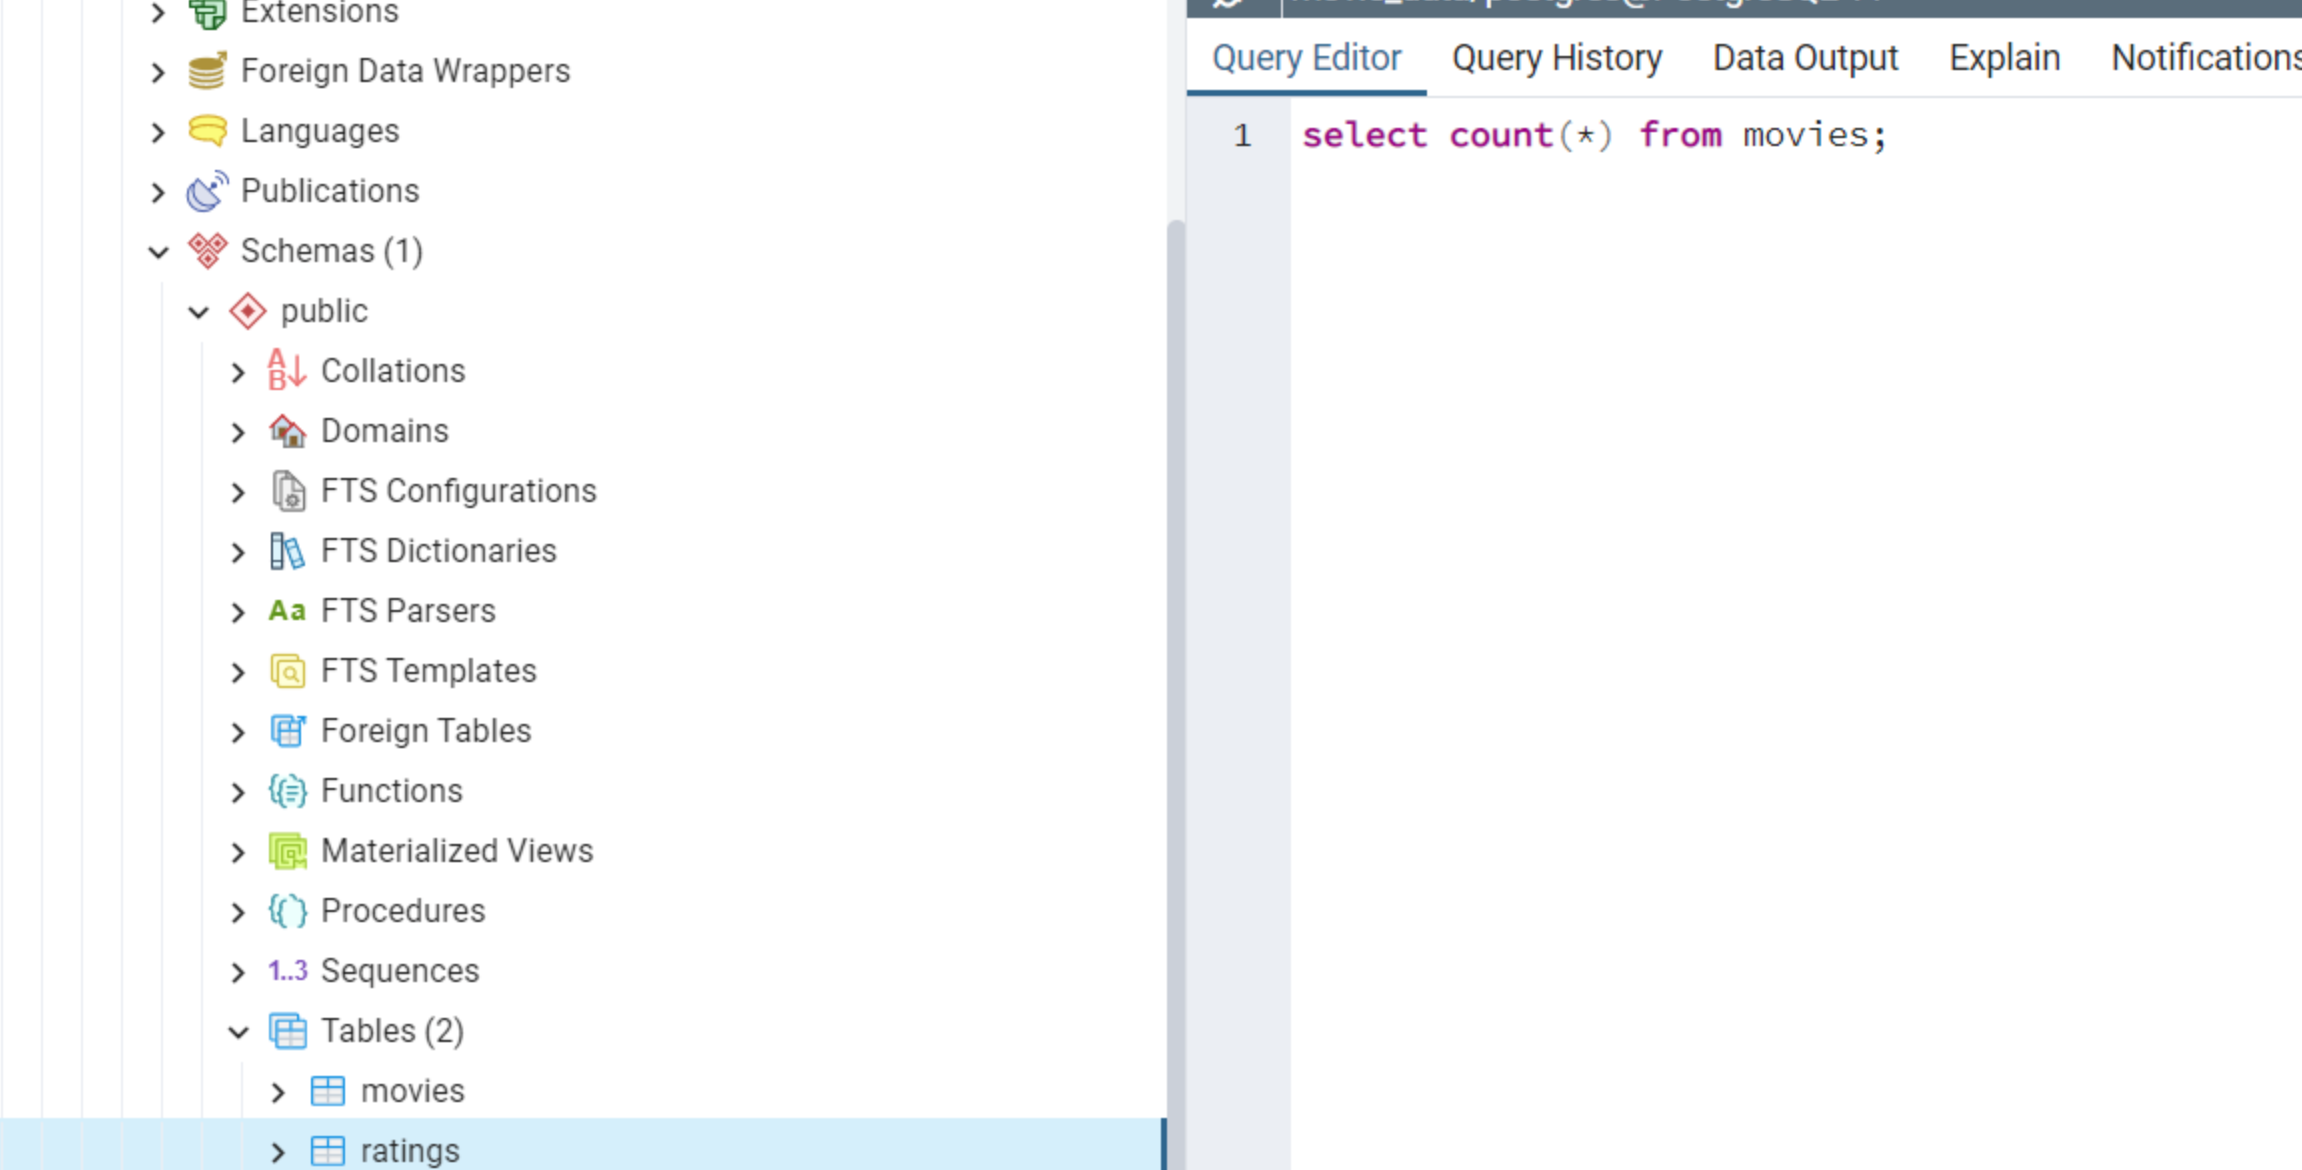 Extensions
Foreign Data Wrappers
Languages
Publications
Schemas (1)
public
Collations
Domains
FTS Configurations
FTS Dictionaries
Aa FTS Parsers
FTS Templates
Foreign Tables
Functions
Materialized Views
Procedures
1..3 Sequences
Tables (2)
movies
ratings
Query Editor Query History Data Output Explain Notifications
1 select count(*) from movies;